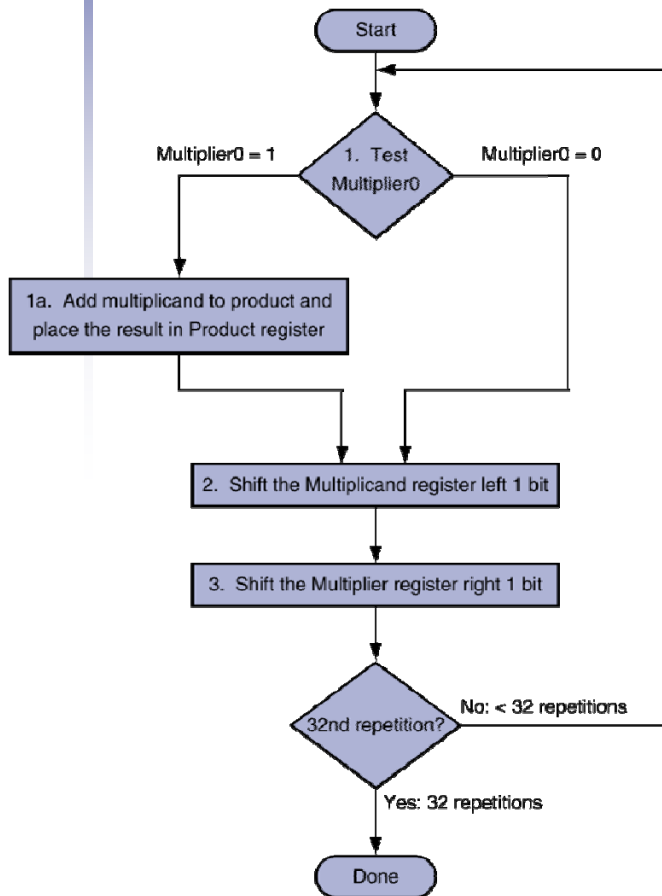 Start
Multiplier0 = 1
1. Test
Multiplier0
Multiplier0 = 0
1a. Add multiplicand to product and
place the result in Product register
2. Shift the Multiplicand register left 1 bit
3. Shift the Multiplier register right 1 bit
32nd repetition?
No: < 32 repetitions
Yes: 32 repetitions
Done